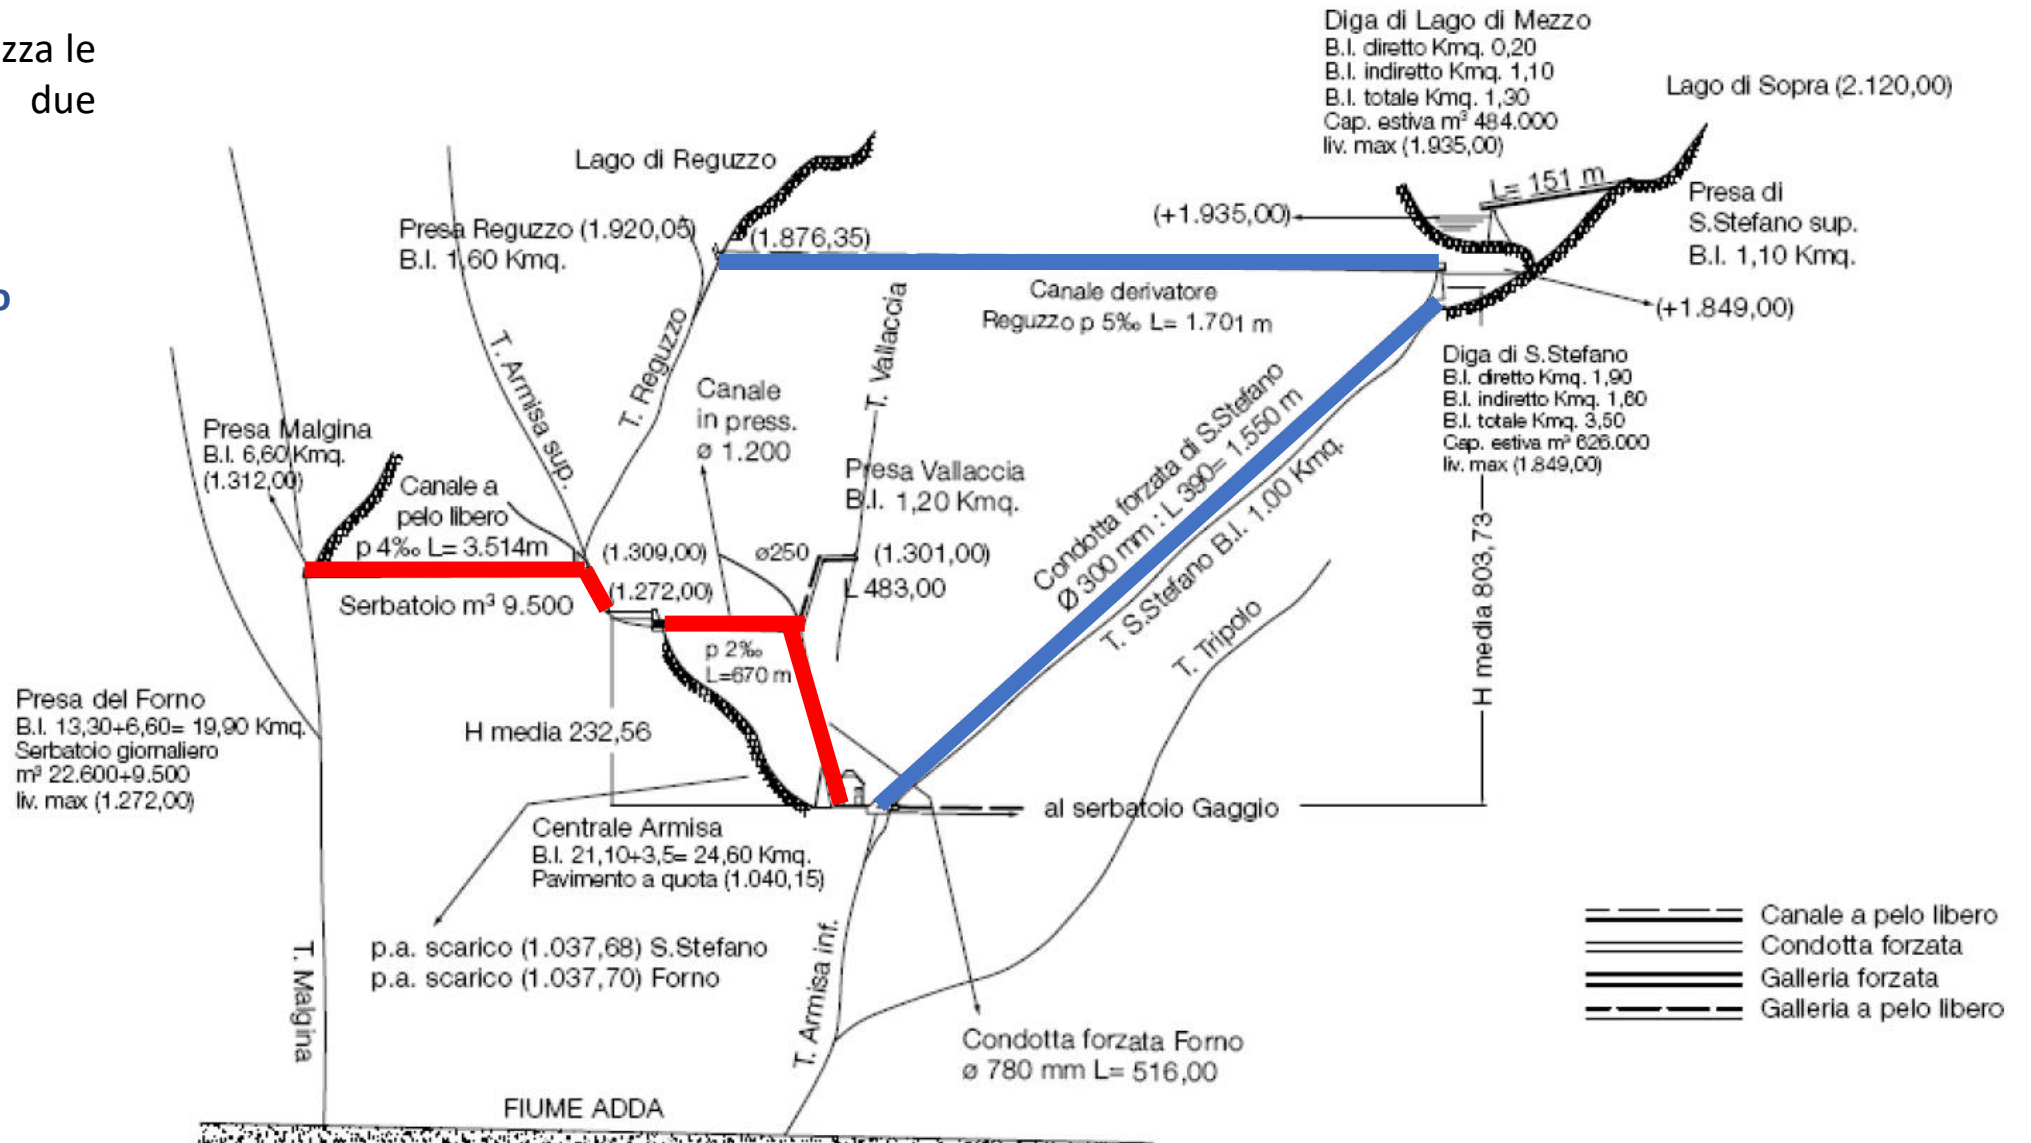 zza le
due
o
Diga di Lago di Mezzo
B.I. diretto Kmq. 0,20
B.I. indiretto Kmq. 1,10
B.I. totale Kmq. 1,30
Cap. estiva m³ 484.000
liv. max (1.935,00)
Lago di Sopra (2.120,00)
Lago di Reguzzo
L= 151 m
Presa di
S.Stefano sup.
B.I. 1,10 Kmq.
(+1.935,00)
Presa Reguzzo (1.920,05)
B.I. 1,60 Kmq.
(1.876,35)
Canale derivatore
Reguzzo p 5‰ L= 1.701 m
(+1.849,00)
T. Vallaccia
T. Reguzzo
T. Armisa sup.
Diga di S.Stefano
B.I. diretto Kmq. 1,90
B.I. indiretto Kmq. 1,60
B.I. totale Kmq. 3,50
Cap. estiva m³ 626.000
liv. max (1.849,00)
Canale
in press.
ø 1.200
Presa Malgina
B.I. 6,60 Kmq.
(1.312,00)
Canale a
pelo libero
p 4‰ L= 3.514m
Presa Vallaccia
B.I. 1,20 Kmq.
Condotta forzata di S.Stefano
Ø 300 mm : L 390= 1.550 m
T. S.Stefano B.I. 1.00 Kmq.
(1.309,00)
ø250
(1.301,00)
L 483,00
(1.272,00)
Serbatoio m³ 9.500
T. Tripolo
H media 803,73
p 2‰
L=670 m
Presa del Forno
B.I. 13,30+6,60= 19,90 Kmq.
Serbatoio giornaliero
m³ 22.600+9.500
liv. max (1.272,00)
H media 232,56
al serbatoio Gaggio
Centrale Armisa
B.I. 21,10+3,5= 24,60 Kmq.
Pavimento a quota (1.040,15)
p.a. scarico (1.037,68) S.Stefano
p.a. scarico (1.037,70) Forno
T. Malgina
T. Armisa inf.
Canale a pelo libero
Condotta forzata
Galleria forzata
Galleria a pelo libero
Condotta forzata Forno
ø 780 mm L= 516,00
FIUME ADDA